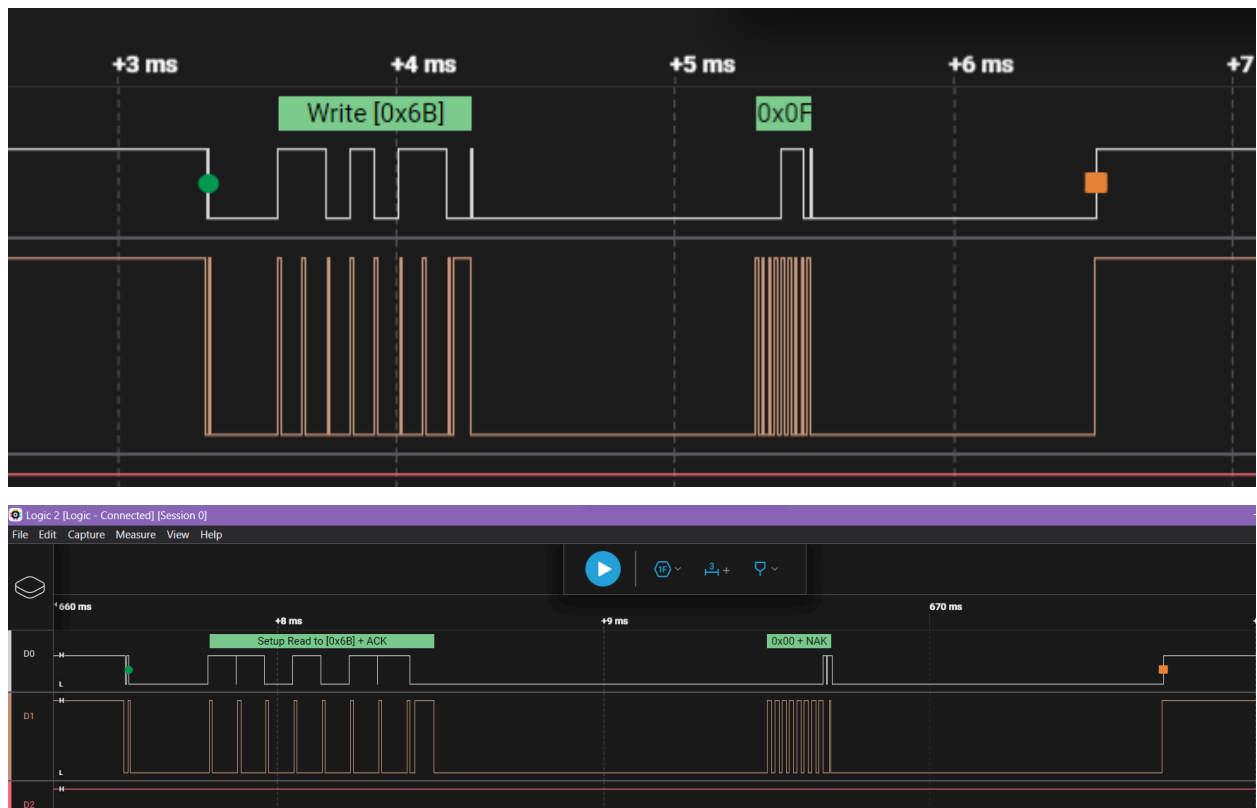 +3 ms +4 ms +5 ms +6 ms +7
Write [0x6B] 0x0F
Logic 2 [Logic - Connected] [Session 0]
File Edit Capture Measure View Help
1F 3 +
660 ms 670 ms
+8 ms +9 ms
Setup Read to [0x6B] + ACK 0x00 + NAK
D0 H
L
H
D1
L
H
D2